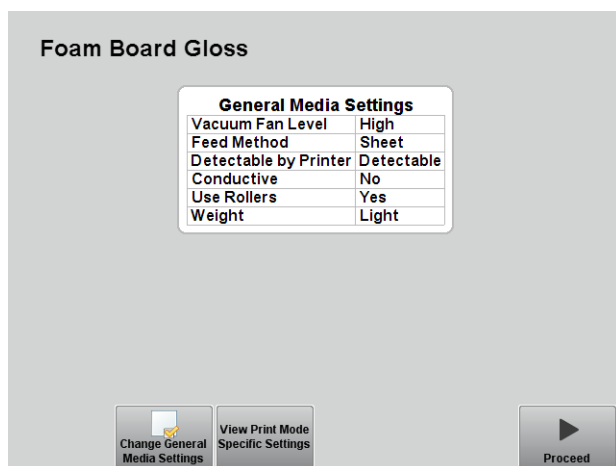 Foam Board Gloss
General Media Settings
Vacuum Fan Level High
Feed Method Sheet
Detectable by Printer Detectable
Conductive No
Use Rollers Yes
Weight Light
Change General
Media Settings
View Print Mode
Specific Settings
Proceed